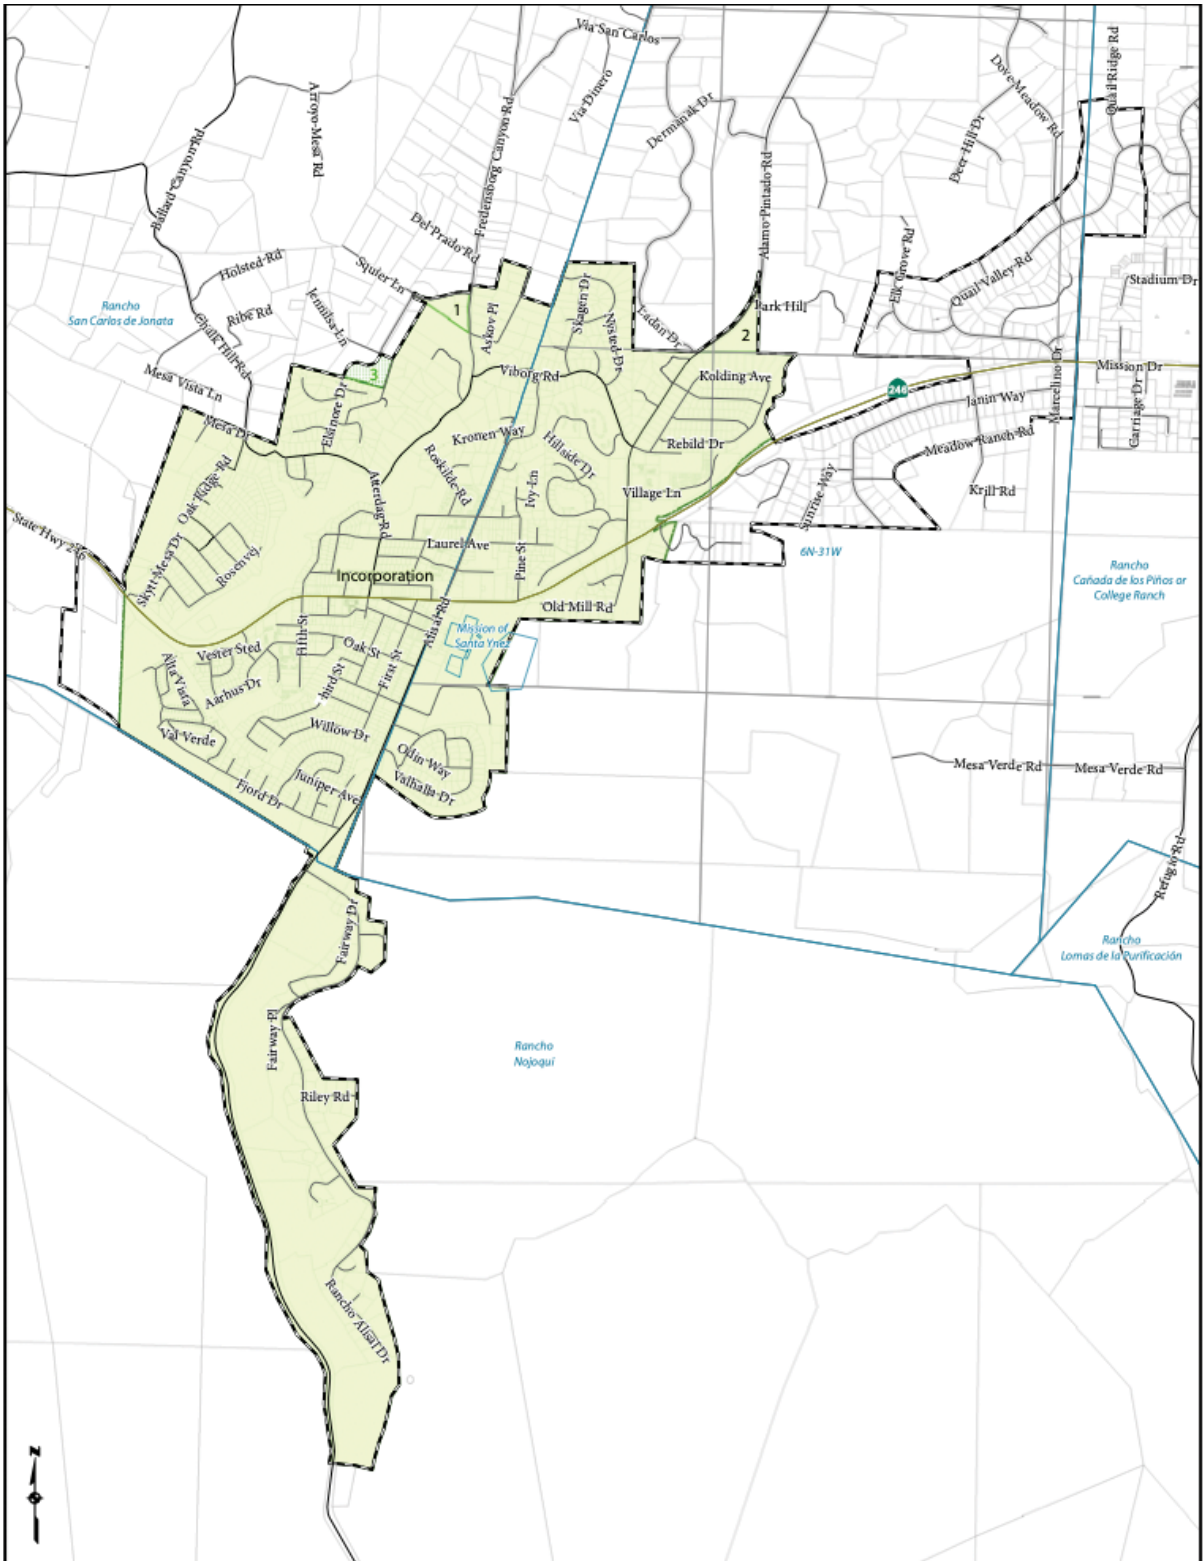 Via San Carlos
Quail Ridge Rd
Dove Meadow Rd
Via Dinero
Arroyo Mesa Rd
Dermanak Dr
Fredensborg Canyon Rd
Deer Hill Dr
Ballard Canyon Rd
Alamo Pintado Rd
Del Prado Rd
Holsted Rd
Squier Ln
Elk Grove Rd
Quail Valley Rd
Stadium Dr
Rancho
San Carlos de Jonata
Jennilsa Ln
Ribe Rd
1
Askov Pl
Skagen Dr
Nysted Dr
Ladan Dr
Park Hill
2
Chalk Hill Rd
Mesa Vista Ln
3
Viborg Rd
Kolding Ave
246
Marcelino Dr
Mission Dr
Carriage Dr
Elsinore Dr
Janin Way
Mesa Dr
Kronen Way
Hillside Dr
Rebild Dr
Meadow Ranch Rd
Oak Ridge Rd
Atterdag Rd
Roskilde Rd
Ivy Ln
Village Ln
Sunrise Way
Krill Rd
State Hwy 246
Skytt Mesa Dr
Rosenvej
Laurel Ave
Pine St
6N-31W
Rancho
Cañada de los Piños or
College Ranch
Incorporation
Alisal Rd
Old Mill Rd
Mission of
Santa Ynez
Fifth St
Oak St
First St
Vester Sted
Alta Vista
Aarhus Dr
Third St
Willow Dr
Val Verde
Odin Way
Valhalla Dr
Juniper Ave
Fjord Dr
Mesa Verde Rd
Mesa Verde Rd
Refugio Rd
Fairway Dr
Rancho
Lomas de la Purificación
Fairway Pl
Rancho
Nojoqui
Riley Rd
Rancho Alisal Dr
N